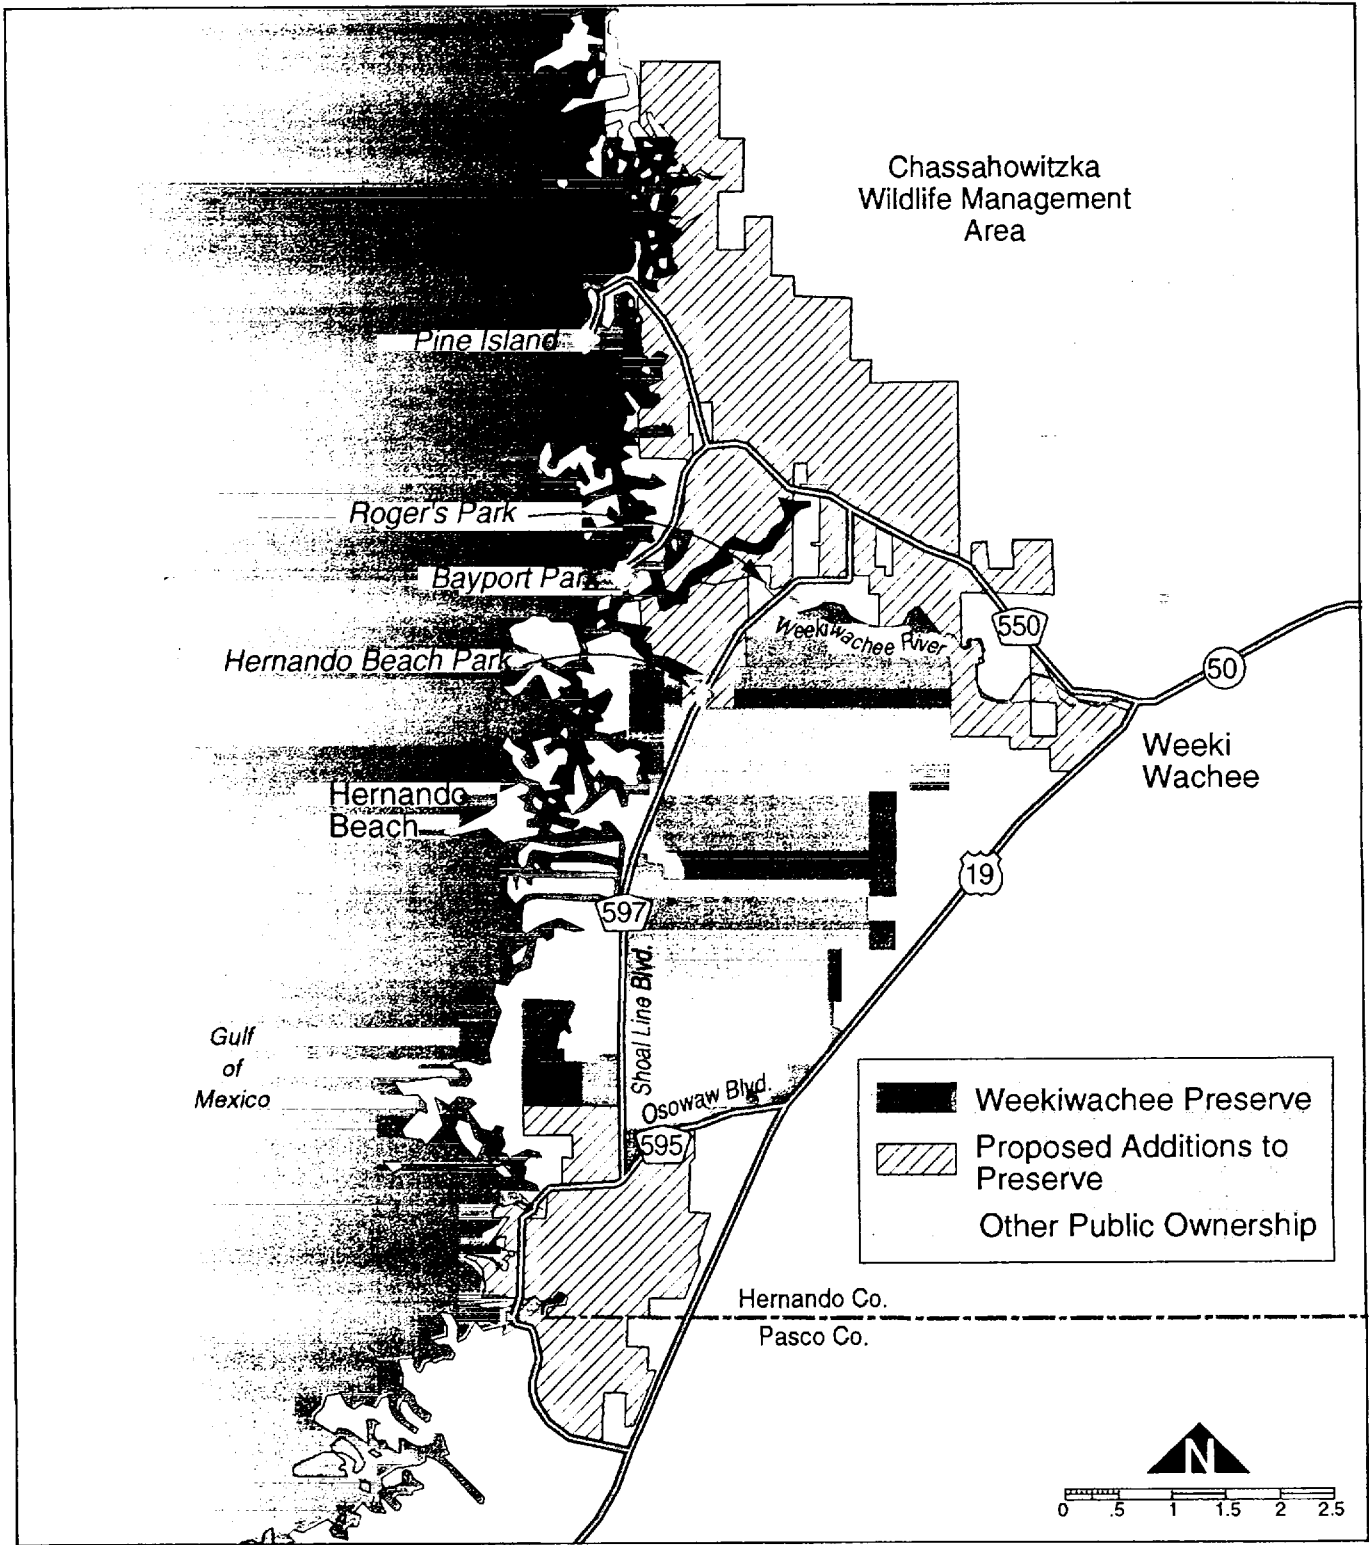 Chassahowitzka
Wildlife Management
Area
Pine Island
Roger's Park
Bayport Park
Weekiwachee River
550
Hernando Beach Park
50
Weeki
Wachee
Hernando
Beach
19
597
Shoal Line Blvd.
Gulf
of
Mexico
Osowaw Blvd.
595
Weekiwachee Preserve
Proposed Additions to
Preserve
Other Public Ownership
Hernando Co.
Pasco Co.
N
0 .5 1 1.5 2 2.5